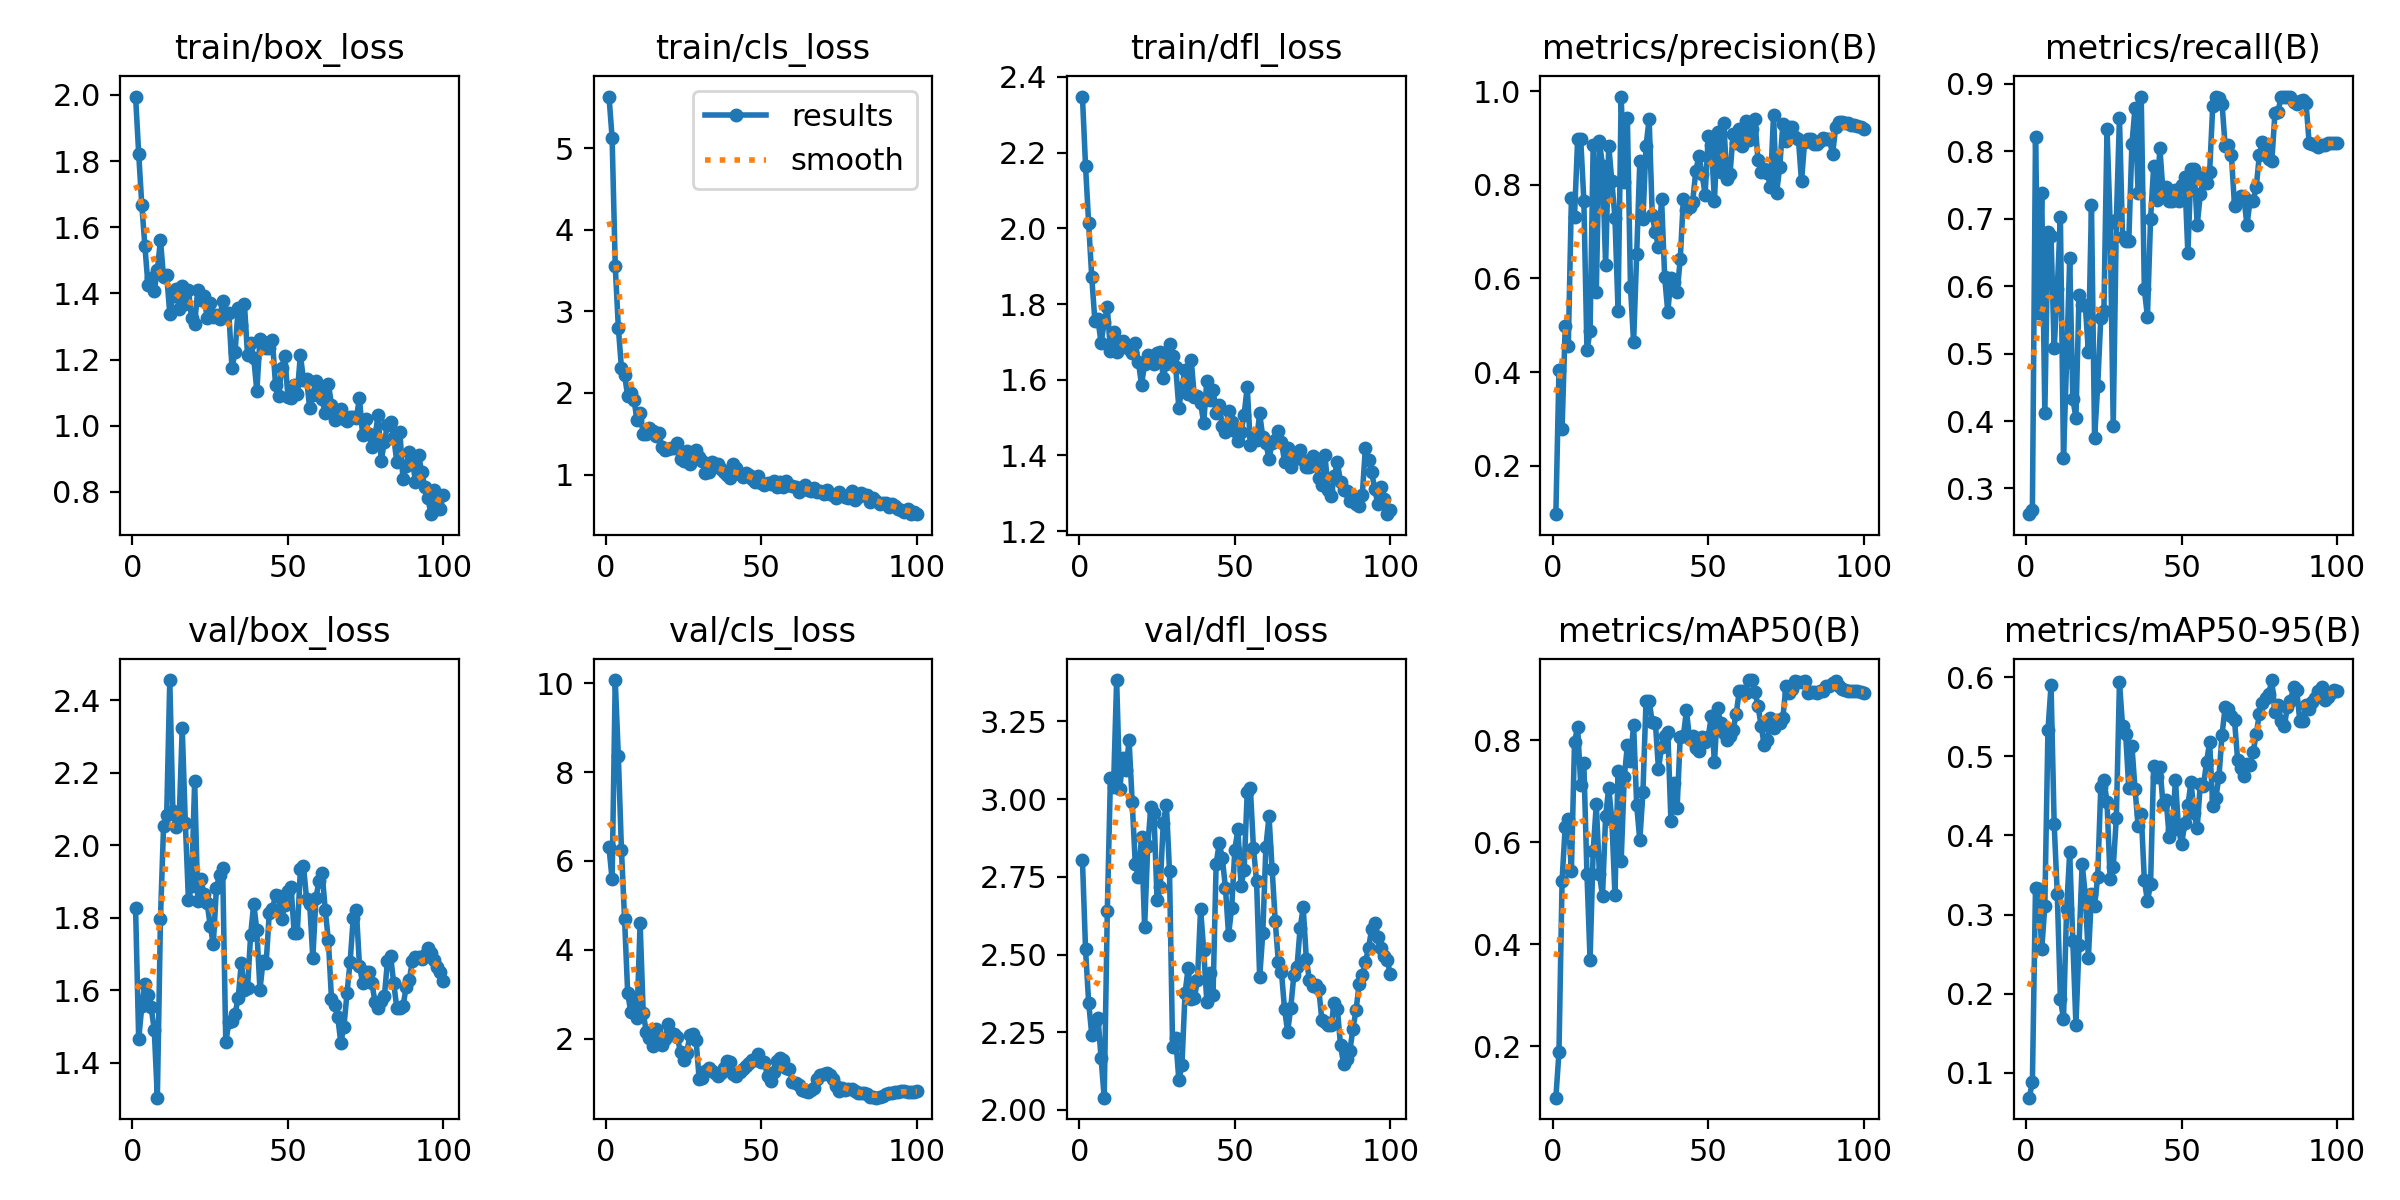 train/box_loss
2.0
1.8
1.6
1.4
1.2
1.0
0.8
0 50 100
train/cls_loss
results
smooth
5
4
3
2
1
0 50 100
train/dfl_loss
2.4
2.2
2.0
1.8
1.6
1.4
1.2
0 50 100
metrics/precision(B)
1.0
0.8
0.6
0.4
0.2
0 50 100
metrics/recall(B)
0.9
0.8
0.7
0.6
0.5
0.4
0.3
0 50 100
val/box_loss
2.4
2.2
2.0
1.8
1.6
1.4
0 50 100
val/cls_loss
10
8
6
4
2
0 50 100
val/dfl_loss
3.25
3.00
2.75
2.50
2.25
2.00
0 50 100
metrics/mAP50(B)
0.8
0.6
0.4
0.2
0 50 100
metrics/mAP50-95(B)
0.6
0.5
0.4
0.3
0.2
0.1
0 50 100